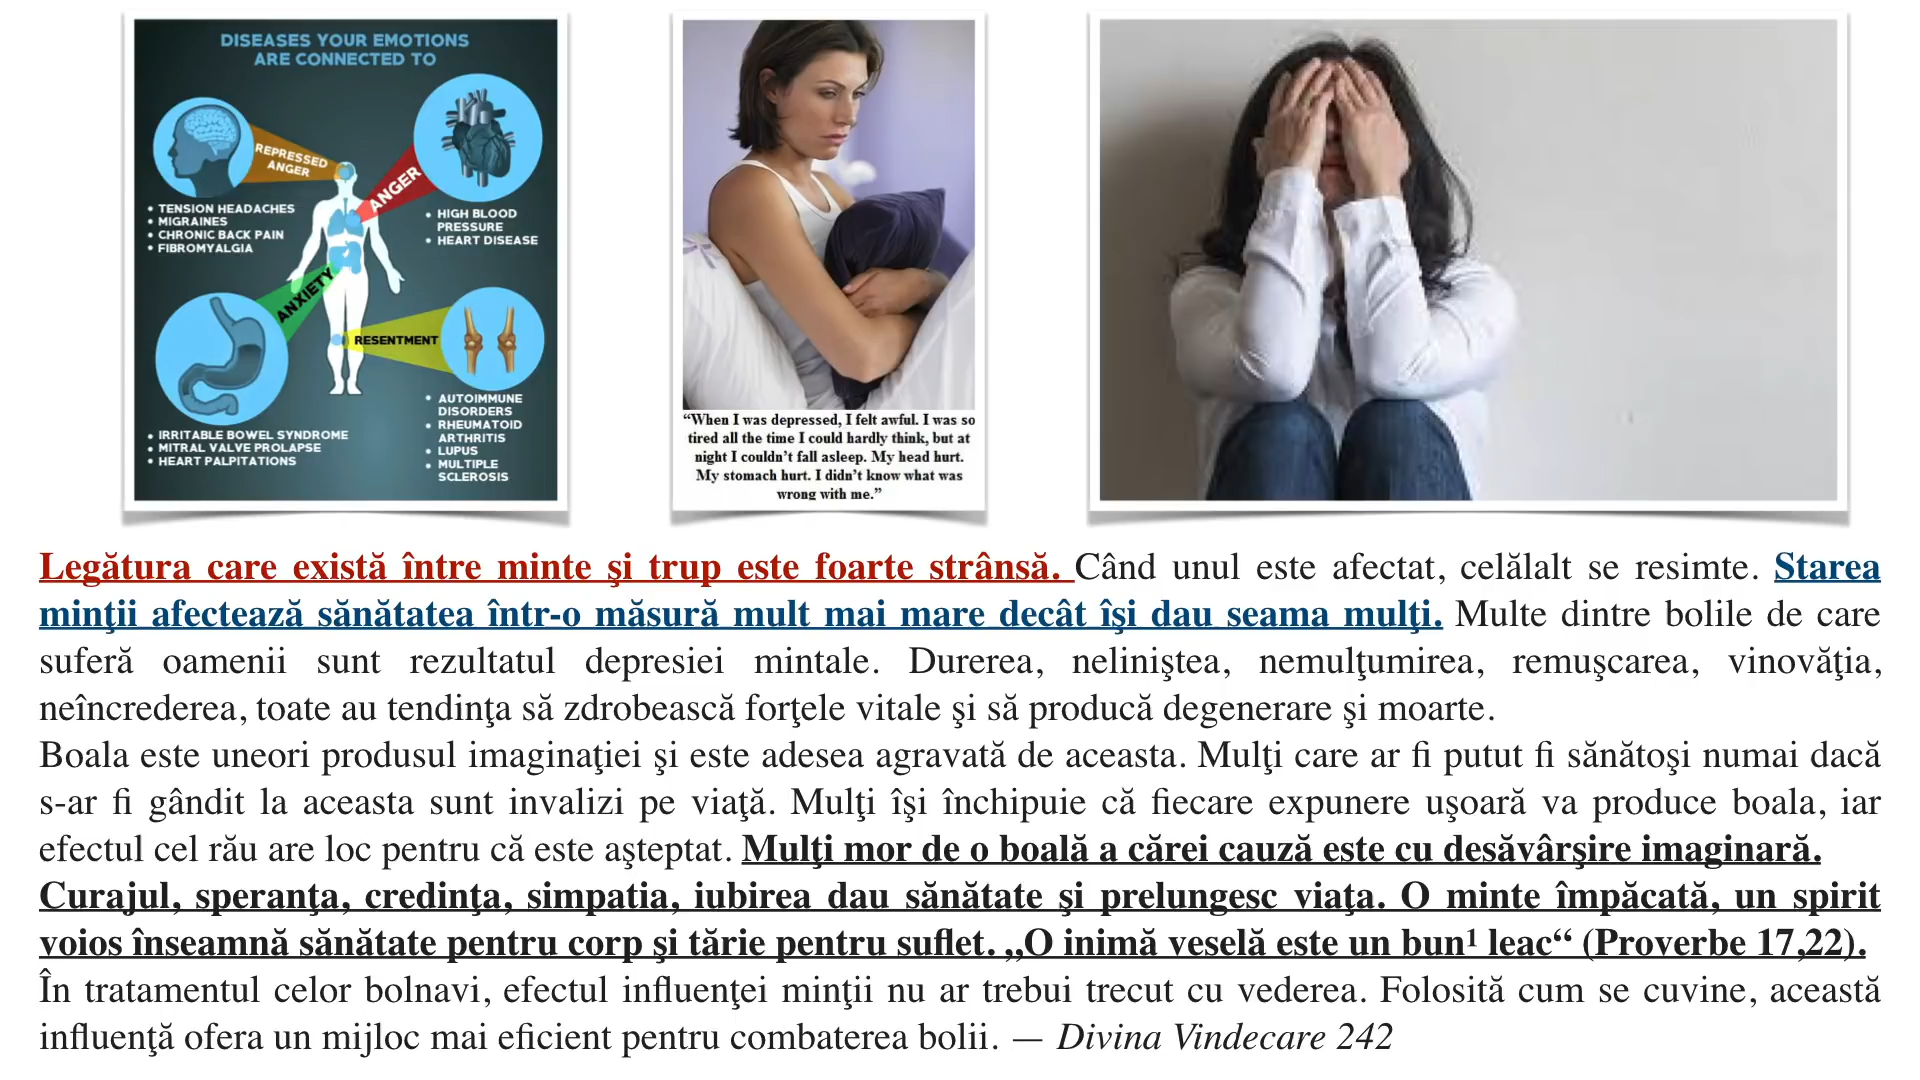 DISEASES YOUR EMOTIONS
ARE CONNECTED TO
REPRESSED
ANGER
• TENSION HEADACHES
• MIGRAINES
• CHRONIC BACK PAIN
• FIBROMYALGIA
ANGER
• HIGH BLOOD
PRESSURE
• HEART DISEASE
ANXIETY
• IRRITABLE BOWEL SYNDROME
• MITRAL VALVE PROLAPSE
• HEART PALPITATIONS
RESENTMENT
• AUTOIMMUNE
DISORDERS
• RHEUMATOID
ARTHRITIS
• LUPUS
• MULTIPLE
SCLEROSIS
“When I was depressed, I felt awful. I was so
tired all the time I could hardly think, but at
night I couldn’t fall asleep. My head hurt.
My stomach hurt. I didn’t know what was
wrong with me.”
Legătura care există între minte şi trup este foarte strânsă. Când unul este afectat, celălalt se resimte. Starea
minţii afectează sănătatea într-o măsură mult mai mare decât îşi dau seama mulţi. Multe dintre bolile de care
suferă oamenii sunt rezultatul depresiei mintale. Durerea, neliniştea, nemulţumirea, remuşcarea, vinovăţia,
neîncrederea, toate au tendinţa să zdrobească forţele vitale şi să producă degenerare şi moarte.
Boala este uneori produsul imaginaţiei şi este adesea agravată de aceasta. Mulţi care ar fi putut fi sănătoşi numai dacă
s-ar fi gândit la aceasta sunt invalizi pe viaţă. Mulţi îşi închipuie că fiecare expunere uşoară va produce boala, iar
efectul cel rău are loc pentru că este aşteptat. Mulţi mor de o boală a cărei cauză este cu desăvârşire imaginară.
Curajul, speranţa, credinţa, simpatia, iubirea dau sănătate şi prelungesc viaţa. O minte împăcată, un spirit
voios înseamnă sănătate pentru corp şi tărie pentru suflet. „O inimă veselă este un bun¹ leac“ (Proverbe 17,22).
În tratamentul celor bolnavi, efectul influenţei minţii nu ar trebui trecut cu vederea. Folosită cum se cuvine, această
influenţă ofera un mijloc mai eficient pentru combaterea bolii. — Divina Vindecare 242